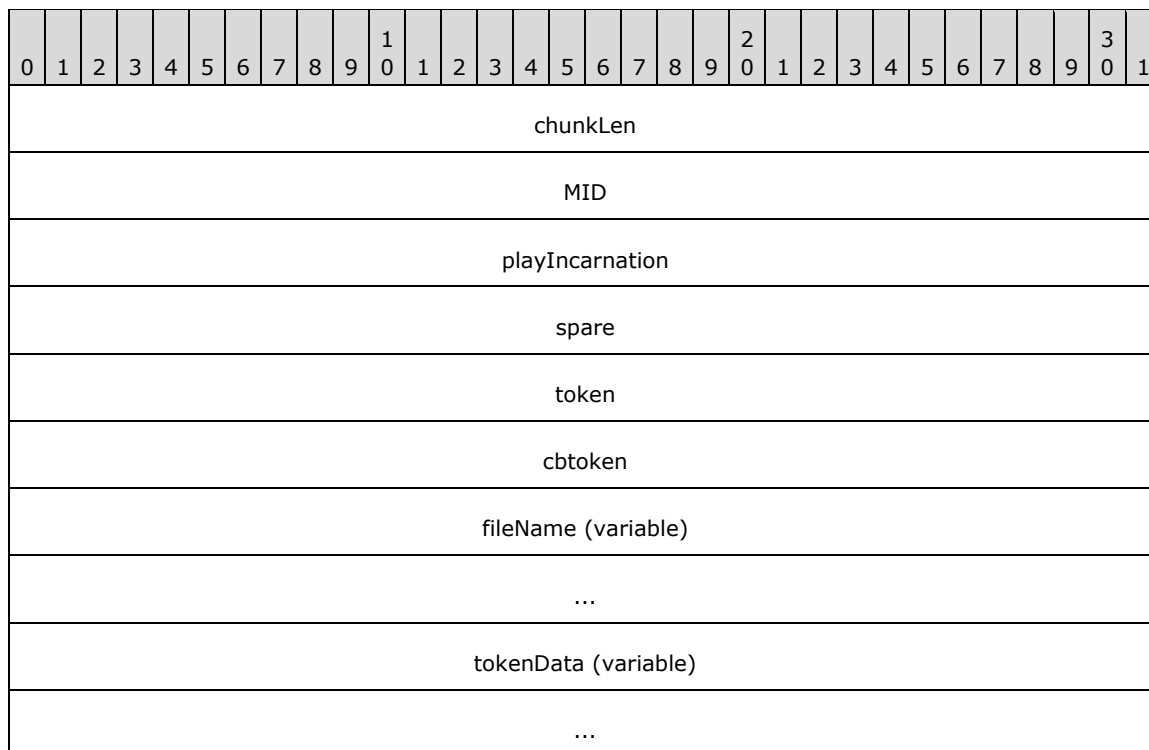 1 2 3
0 1 2 3 4 5 6 7 8 9 0 1 2 3 4 5 6 7 8 9 0 1 2 3 4 5 6 7 8 9 0 1
chunkLen
MID
playIncarnation
spare
token
cbtoken
fileName (variable)
...
tokenData (variable)
...